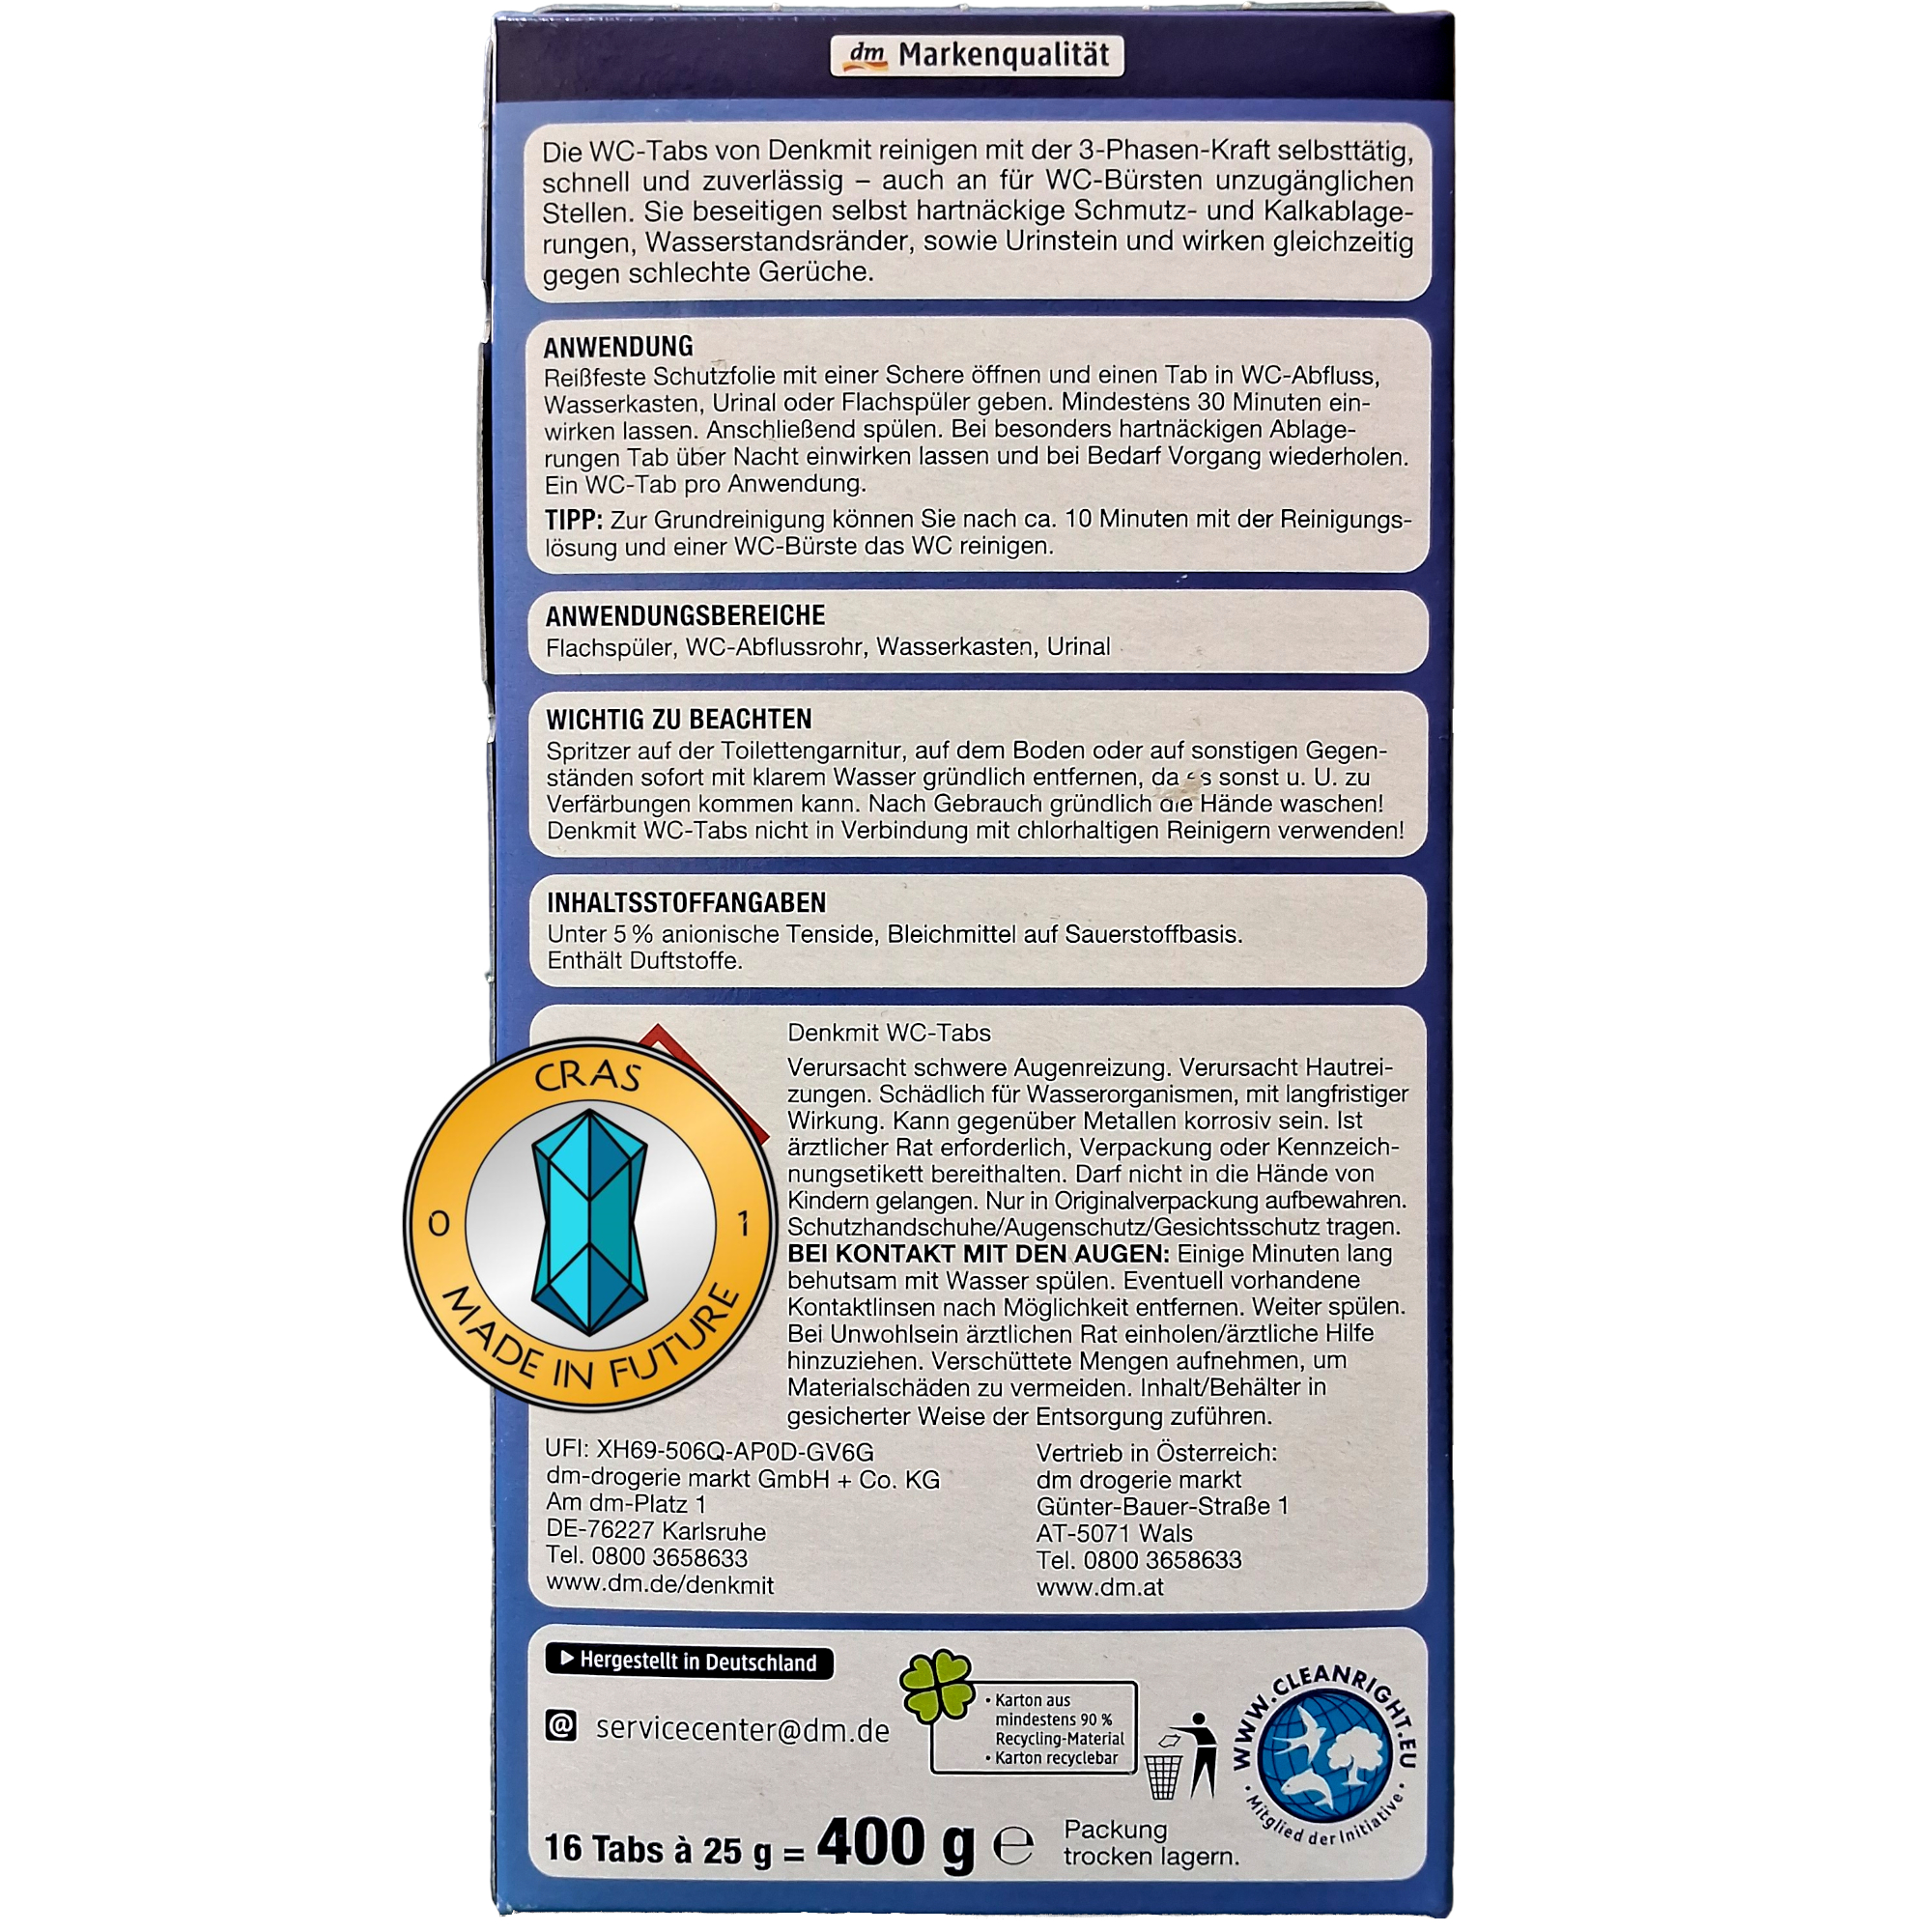 dm Markenqualität
Die WC-Tabs von Denkmit reinigen mit der 3-Phasen-Kraft selbsttätig,
schnell und zuverlässig – auch an für WC-Bürsten unzugänglichen
Stellen. Sie beseitigen selbst hartnäckige Schmutz- und Kalkablage-
rungen, Wasserstandsränder, sowie Urinstein und wirken gleichzeitig
gegen schlechte Gerüche.
ANWENDUNG
Reißfeste Schutzfolie mit einer Schere öffnen und einen Tab in WC-Abfluss,
Wasserkasten, Urinal oder Flachspüler geben. Mindestens 30 Minuten ein-
wirken lassen. Anschließend spülen. Bei besonders hartnäckigen Ablage-
rungen Tab über Nacht einwirken lassen und bei Bedarf Vorgang wiederholen.
Ein WC-Tab pro Anwendung.
TIPP: Zur Grundreinigung können Sie nach ca. 10 Minuten mit der Reinigungs-
lösung und einer WC-Bürste das WC reinigen.
ANWENDUNGSBEREICHE
Flachspüler, WC-Abflussrohr, Wasserkasten, Urinal
WICHTIG ZU BEACHTEN
Spritzer auf der Toilettengarnitur, auf dem Boden oder auf sonstigen Gegen-
ständen sofort mit klarem Wasser gründlich entfernen, da es sonst u. U. zu
Verfärbungen kommen kann. Nach Gebrauch gründlich die Hände waschen!
Denkmit WC-Tabs nicht in Verbindung mit chlorhaltigen Reinigern verwenden!
INHALTSSTOFFANGABEN
Unter 5 % anionische Tenside, Bleichmittel auf Sauerstoffbasis.
Enthält Duftstoffe.
CRAS
0 1
MADE IN FUTURE
Denkmit WC-Tabs
Verursacht schwere Augenreizung. Verursacht Hautrei-
zungen. Schädlich für Wasserorganismen, mit langfristiger
Wirkung. Kann gegenüber Metallen korrosiv sein. Ist
ärztlicher Rat erforderlich, Verpackung oder Kennzeich-
nungsetikett bereithalten. Darf nicht in die Hände von
Kindern gelangen. Nur in Originalverpackung aufbewahren.
Schutzhandschuhe/Augenschutz/Gesichtsschutz tragen.
BEI KONTAKT MIT DEN AUGEN: Einige Minuten lang
behutsam mit Wasser spülen. Eventuell vorhandene
Kontaktlinsen nach Möglichkeit entfernen. Weiter spülen.
Bei Unwohlsein ärztlichen Rat einholen/ärztliche Hilfe
hinzuziehen. Verschüttete Mengen aufnehmen, um
Materialschäden zu vermeiden. Inhalt/Behälter in
gesicherter Weise der Entsorgung zuführen.
UFI: XH69-506Q-AP0D-GV6G
dm-drogerie markt GmbH + Co. KG
Am dm-Platz 1
DE-76227 Karlsruhe
Tel. 0800 3658633
www.dm.de/denkmit
Vertrieb in Österreich:
dm drogerie markt
Günter-Bauer-Straße 1
AT-5071 Wals
Tel. 0800 3658633
www.dm.at
Hergestellt in Deutschland
@ servicecenter@dm.de
• Karton aus
mindestens 90 %
Recycling-Material
• Karton recyclebar
WWW.CLEANRIGHT.EU
• Mitglied der Initiative •
16 Tabs à 25 g = 400 g e
Packung
trocken lagern.